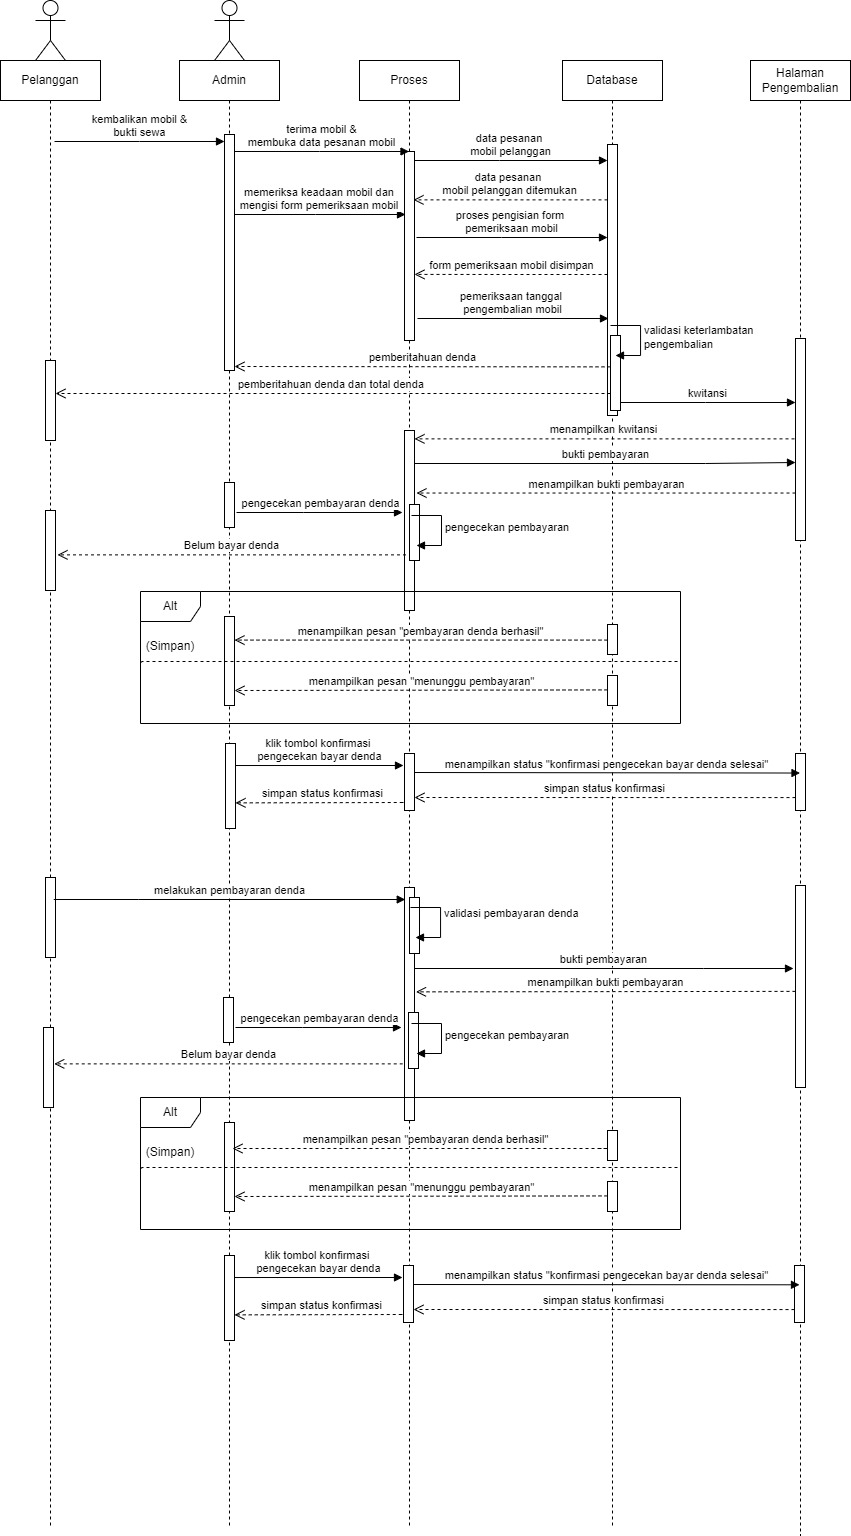 Pelanggan
Admin
Proses
Database
Halaman
Pengembalian
kembalikan mobil &
bukti sewa
terima mobil &
membuka data pesanan mobil
data pesanan
mobil pelanggan
data pesanan
mobil pelanggan ditemukan
memeriksa keadaan mobil dan
mengisi form pemeriksaan mobil
proses pengisian form
pemeriksaan mobil
form pemeriksaan mobil disimpan
pemeriksaan tanggal
pengembalian mobil
validasi keterlambatan
pengembalian
pemberitahuan denda
pemberitahuan denda dan total denda
kwitansi
menampilkan kwitansi
bukti pembayaran
menampilkan bukti pembayaran
pengecekan pembayaran denda
pengecekan pembayaran
Belum bayar denda
Alt
menampilkan pesan "pembayaran denda berhasil"
(Simpan)
menampilkan pesan "menunggu pembayaran"
klik tombol konfirmasi
pengecekan bayar denda
menampilkan status "konfirmasi pengecekan bayar denda selesai"
simpan status konfirmasi
simpan status konfirmasi
melakukan pembayaran denda
validasi pembayaran denda
bukti pembayaran
menampilkan bukti pembayaran
pengecekan pembayaran denda
pengecekan pembayaran
Belum bayar denda
Alt
menampilkan pesan "pembayaran denda berhasil"
(Simpan)
menampilkan pesan "menunggu pembayaran"
klik tombol konfirmasi
pengecekan bayar denda
menampilkan status "konfirmasi pengecekan bayar denda selesai"
simpan status konfirmasi
simpan status konfirmasi